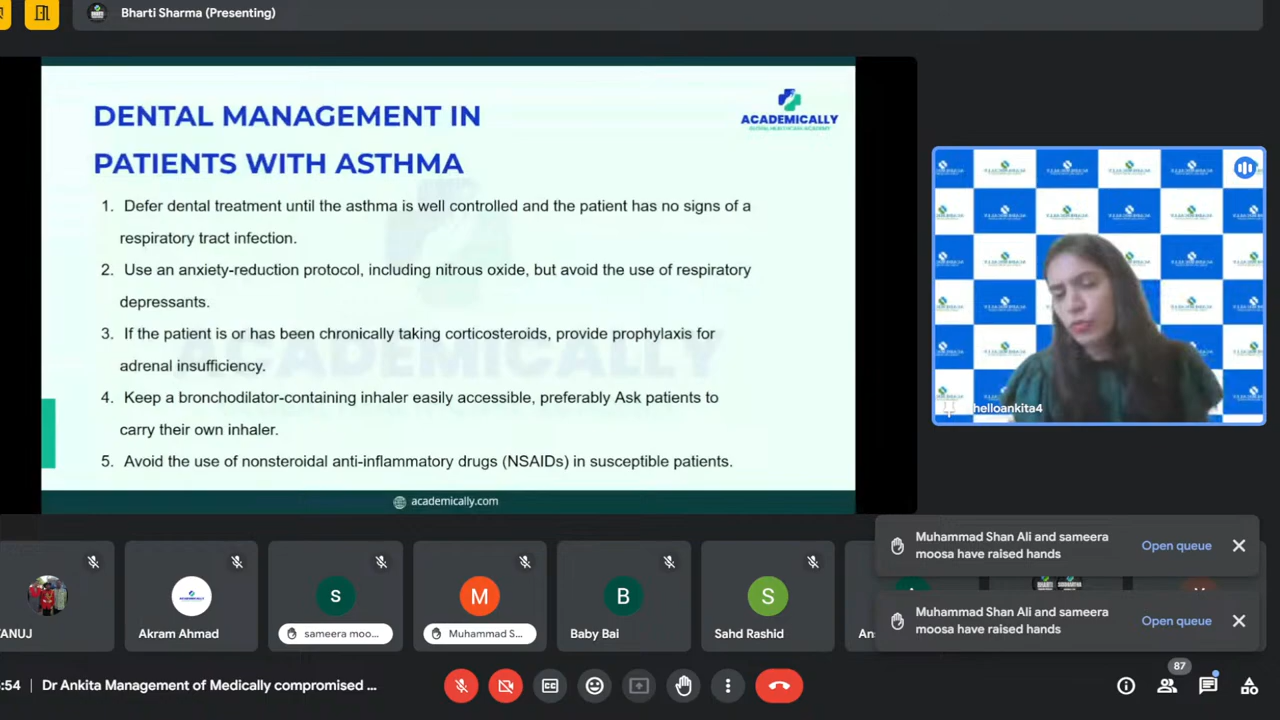 Bharti Sharma (Presenting)
DENTAL MANAGEMENT IN
PATIENTS WITH ASTHMA
ACADEMICALLY
GLOBAL HEALTHCARE ACADEMY
1. Defer dental treatment until the asthma is well controlled and the patient has no signs of a
respiratory tract infection.
2. Use an anxiety-reduction protocol, including nitrous oxide, but avoid the use of respiratory
depressants.
3. If the patient is or has been chronically taking corticosteroids, provide prophylaxis for
adrenal insufficiency.
4. Keep a bronchodilator-containing inhaler easily accessible, preferably Ask patients to
carry their own inhaler.
5. Avoid the use of nonsteroidal anti-inflammatory drugs (NSAIDs) in susceptible patients.
ACADEMICALLY
academically.com
helloankita4
Muhammad Shan Ali and sameera
moosa have raised hands
Open queue
Muhammad Shan Ali and sameera
moosa have raised hands
Open queue
ANUJ
Akram Ahmad
s
sameera moo...
M
Muhammad S...
B
Baby Bai
S
Sahd Rashid
An
:54 | Dr Ankita Management of Medically compromised ...
87